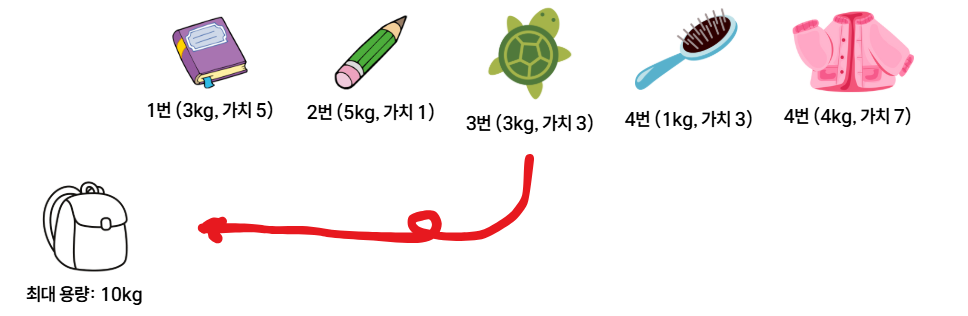 1번 (3kg, 가치 5)
2번 (5kg, 가치 1)
3번 (3kg, 가치 3)
4번 (1kg, 가치 3)
4번 (4kg, 가치 7)
최대 용량: 10kg